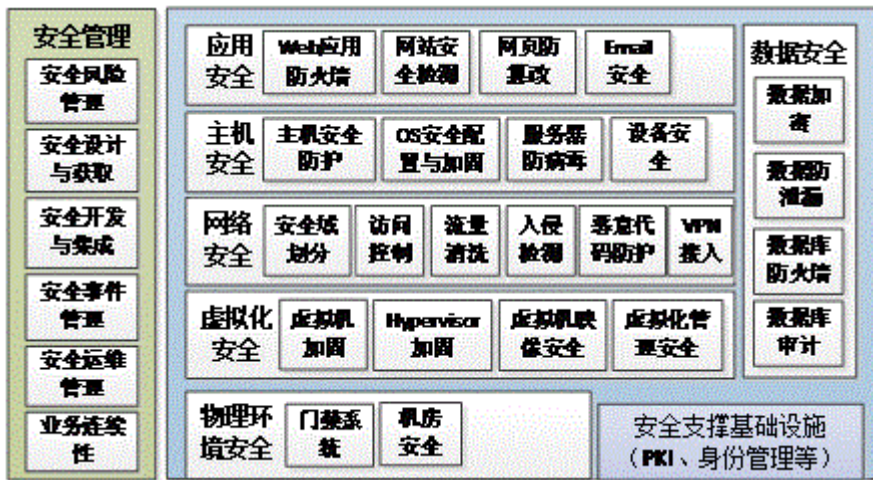 安全管理
安全风险
管理
安全设计
与获取
安全开发
与集成
安全事件
管理
安全运维
管理
业务连续
性
应用
安全
Web应用
防火墙
网站安
全检测
网页防
篡改
Email
安全
主机
安全
主机安全
防护
OS安全配
置与加固
服务器
防病毒
设备安
全
网络
安全
安全域
划分
访问
控制
流量
清洗
入侵
检测
恶意代
码防护
VPN
接入
虚拟化
安全
虚拟机
加固
Hypervisor
加固
虚拟机映
像安全
虚拟化管
理安全
物理环
境安全
门禁系
统
机房
安全
数据安全
数据加
密
数据防
泄漏
数据库
防火墙
数据库
审计
安全支撑基础设施
（PKI、身份管理等）